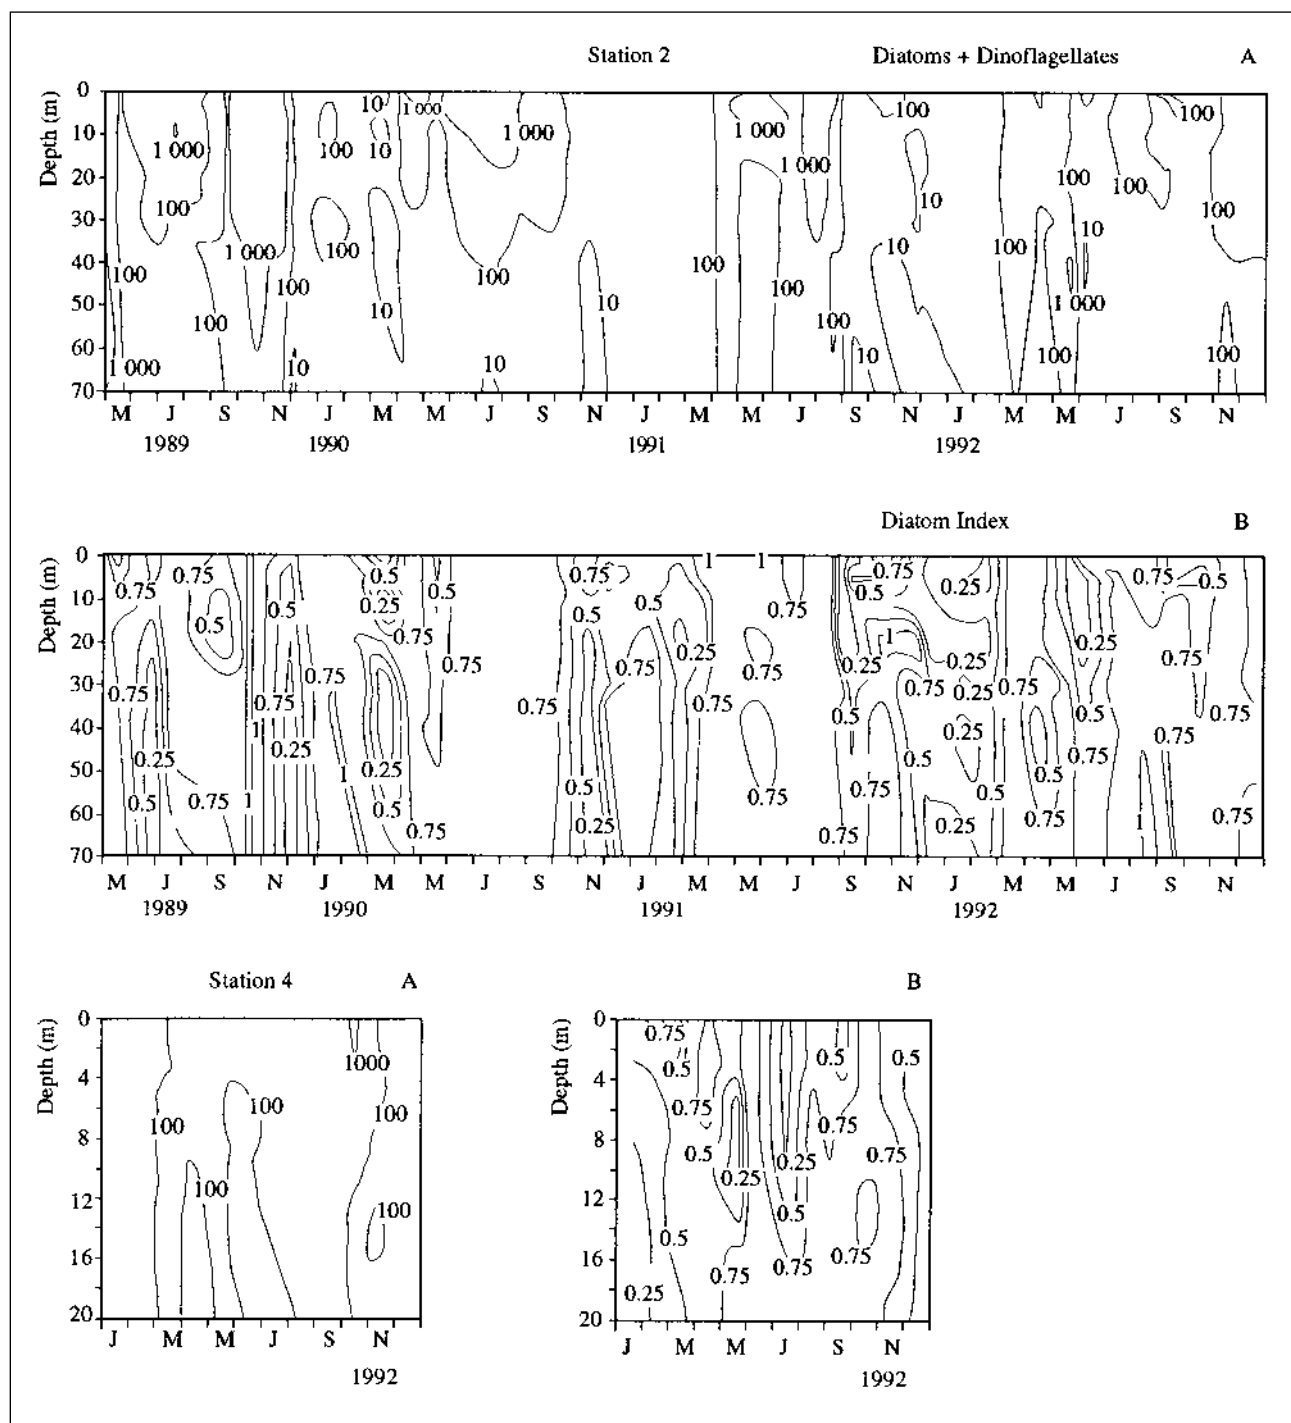 Station 2 Diatoms + Dinoflagellates A
Depth (m)
0 10 1 000 100
10 1 000 100 10 1 000 1 000 100
20 1 000 100 100
30 100 10 100
40 100 1 000 100 100 100 100 10 100 10
50 100 100 10 10 100 1 000
60 1 000 100 10 10 100 10 100 100
70
M J S N J M M J S N J M M J S N J M M J S N
1989 1990 1991 1992
Diatom Index B
Depth (m)
0 0.75 0.5 0.5 0.75 1 1 0.75 0.25 0.75 0.5
10 0.75 0.5 0.25 0.5 0.5 0.5 0.75 0.5
20 0.5 0.75 0.75 0.75 0.25 0.75 1 0.25 0.25 0.25 0.75
30 0.75 0.75 0.75 0.75 0.75 0.5 0.75 0.25 0.75 0.5
40 0.25 1 0.25 0.5 0.25 0.5 0.75 0.75 0.75
50 0.5 0.75 1 1 0.25 0.5 0.75 0.75 0.5 0.5
60 0.5 0.75 0.25 0.75 0.25 0.75 1 0.75
70
M J S N J M M J S N J M M J S N J M M J S N
1989 1990 1991 1992
Station 4 A
Depth (m)
0
1000
4
100 100
8 100
100
12 100
16
20
J M M J S N
1992
B
Depth (m)
0 0.75
0.5 0.5 0.5
4
0.75 0.75
8 0.5 0.75
0.25 0.25
12 0.5
0.5
16 0.75 0.75 0.75
0.25
20
J M M J S N
1992